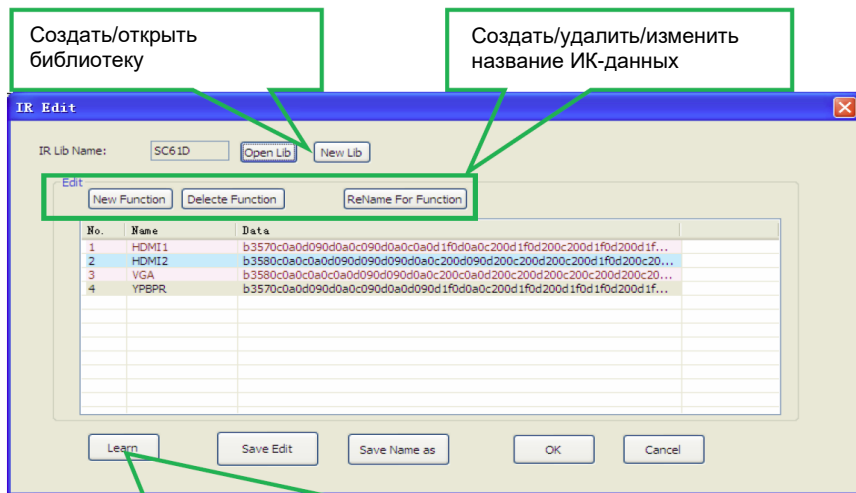 Создать/открыть
библиотеку
Создать/удалить/изменить
название ИК-данных
IR Edit
IR Lib Name: SC61D Open Lib New Lib
Edit
New Function Delecte Function ReName For Function
No. Name Data
1 HDMI1 b3570c0a0d090d0a0c090d0a0c0a0d1f0d0a0c200d1f0d200c200d1f0d200d1f...
2 HDMI2 b3580c0a0c0a0c0a0d090d090d0a0c200d090d200c200d200c200d1f0d200c20...
3 VGA b3580c0a0c0a0c0a0d090d090d0a0c200c0a0d200c200d200c200c200d200c20...
4 YPBPR b3570c0a0d090d0a0c090d0a0d090d1f0d0a0c200d1f0d200d1f0d1f0d200d1f...
Learn Save Edit Save Name as OK Cancel